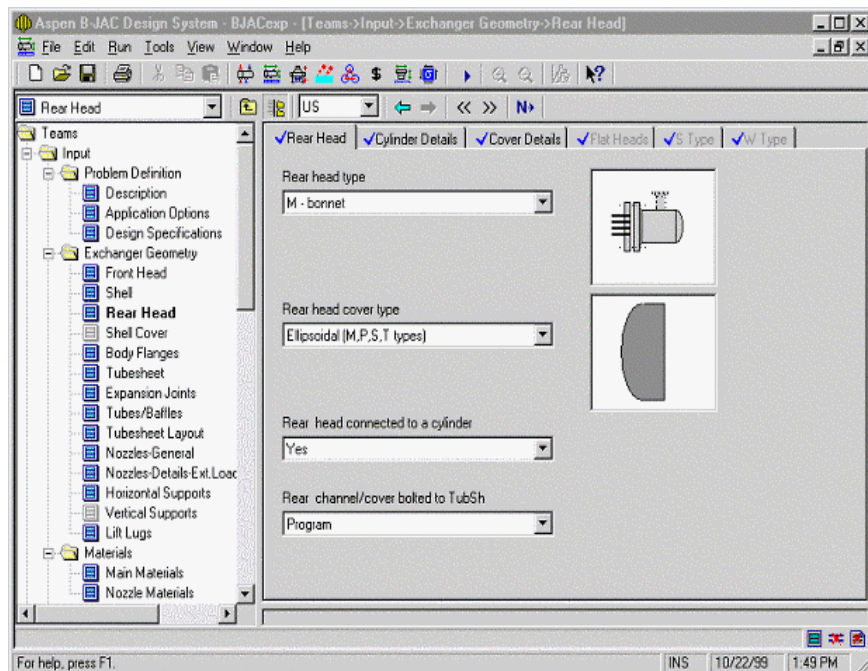 Aspen B-JAC Design System - BJACexp - [Teams->Input->Exchanger Geometry->Rear Head]
File Edit Run Tools View Window Help
Rear Head
US
N>
Teams
Input
Problem Definition
Description
Application Options
Design Specifications
Exchanger Geometry
Front Head
Shell
Rear Head
Shell Cover
Body Flanges
Tubesheet
Expansion Joints
Tubes/Baffles
Tubesheet Layout
Nozzles-General
Nozzles-Details-Ext.Load
Horizontal Supports
Vertical Supports
Lift Lugs
Materials
Main Materials
Nozzle Materials
Rear Head Cylinder Details Cover Details Flat Heads S Type W Type
Rear head type
M - bonnet
Rear head cover type
Ellipsoidal (M,P,S,T types)
Rear head connected to a cylinder
Yes
Rear channel/cover bolted to TubSh
Program
For help, press F1.
INS 10/22/99 1:49 PM